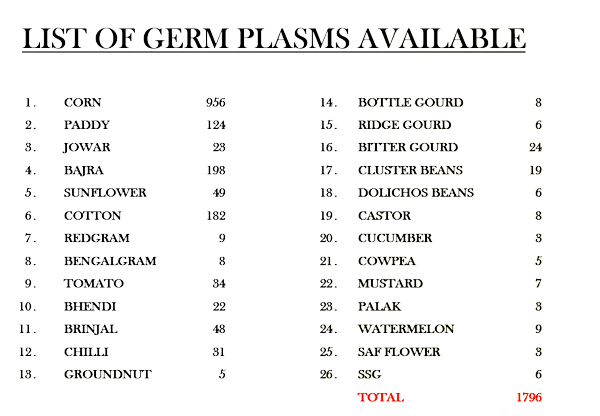 LIST OF GERM PLASMS AVAILABLE
1. CORN 956
2. PADDY 124
3. JOWAR 23
4. BAJRA 198
5. SUNFLOWER 49
6. COTTON 182
7. REDGRAM 9
8. BENGALGRAM 8
9. TOMATO 34
10. BHENDI 22
11. BRINJAL 48
12. CHILLI 31
13. GROUNDNUT 5
14. BOTTLE GOURD 8
15. RIDGE GOURD 6
16. BITTER GOURD 24
17. CLUSTER BEANS 19
18. DOLICHOS BEANS 6
19. CASTOR 8
20. CUCUMBER 3
21. COWPEA 5
22. MUSTARD 7
23. PALAK 3
24. WATERMELON 9
25. SAF FLOWER 3
26. SSG 6
TOTAL 1796